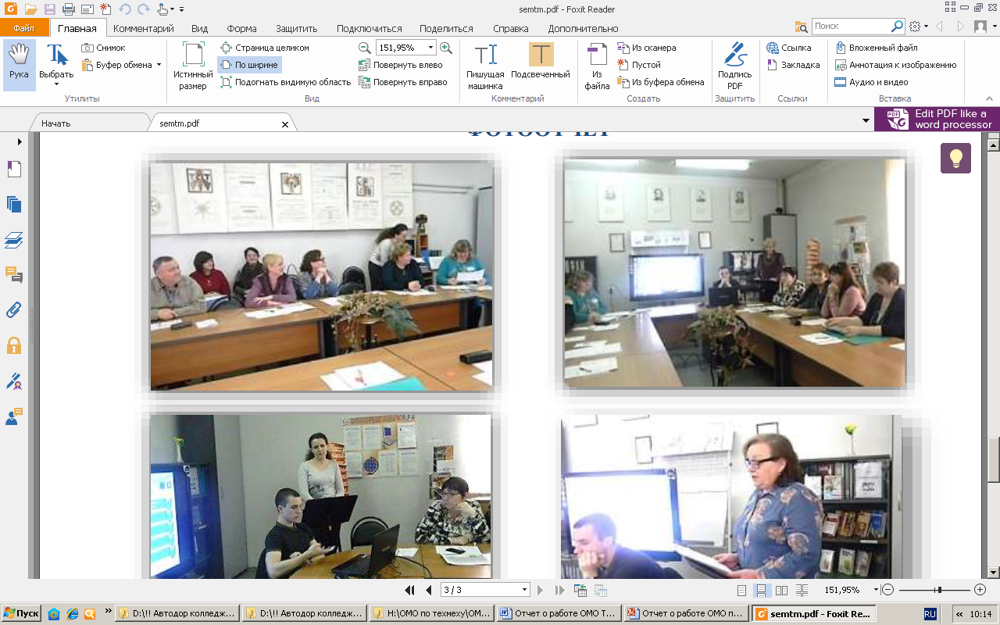 semtm.pdf - Foxit Reader
Файл
Главная
Комментарий
Вид
Форма
Защитить
Подключиться
Поделиться
Справка
Дополнительно
Поиск
Рука
Выбрать
Снимок
Буфер обмена
Утилиты
Истинный размер
Страница целиком
По ширине
Подогнать видимую область
151,95%
Повернуть влево
Повернуть вправо
Вид
Пишущая машинка
Подсвеченный
Комментарий
Из файла
Из сканера
Пустой
Из буфера обмена
Создать
Подпись PDF
Защитить
Ссылка
Закладка
Ссылки
Вложенный файл
Аннотация к изображению
Аудио и видео
Вставка
Начать
semtm.pdf
Edit PDF like a
word processor
ФОТООТЧЕТ
3 / 3
151,95%
Пуск
D:\!! Автодор колледж...
D:\!! Автодор колледж...
H:\ОМО по техмеху\ОМ...
Отчет о работе ОМО Т...
Отчет о работе ОМО п...
semtm.pdf - Foxit Re...
RU
10:14